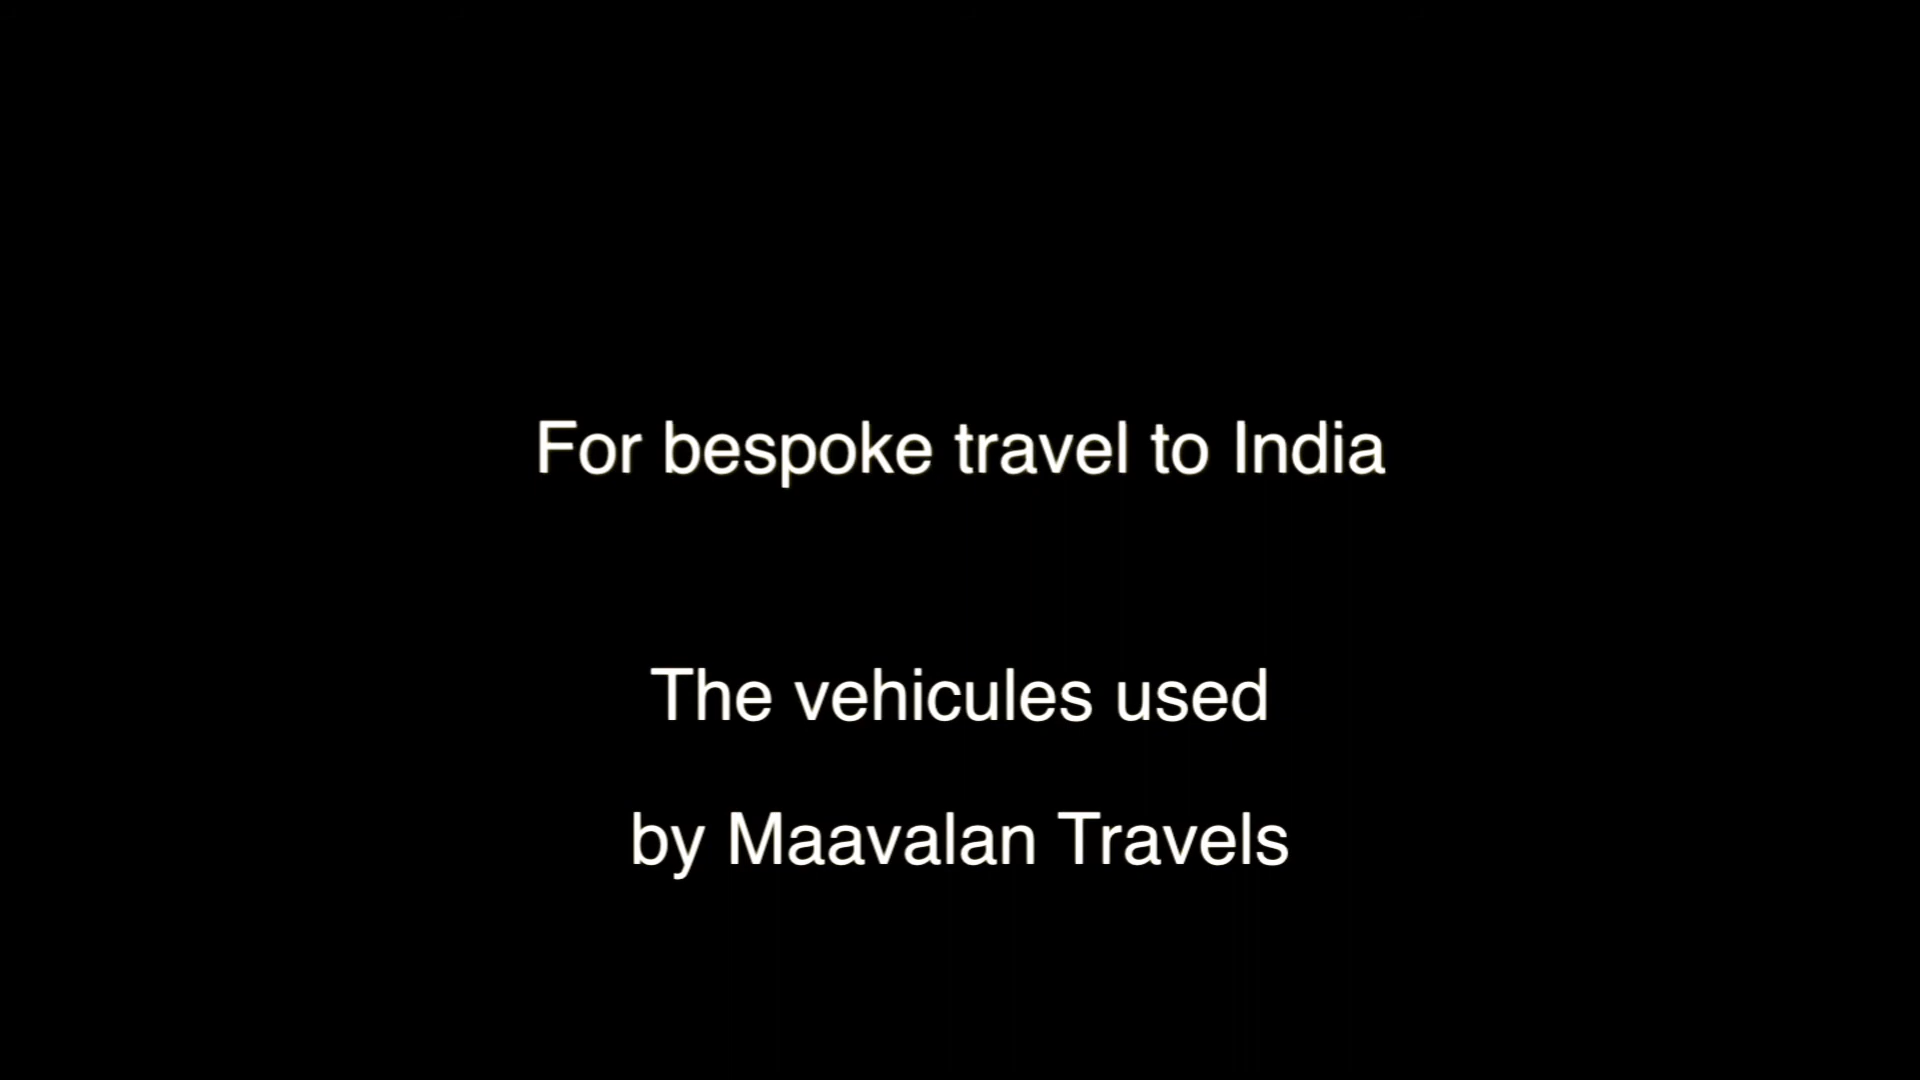 For bespoke travel to India
The vehicules used
by Maavalan Travels